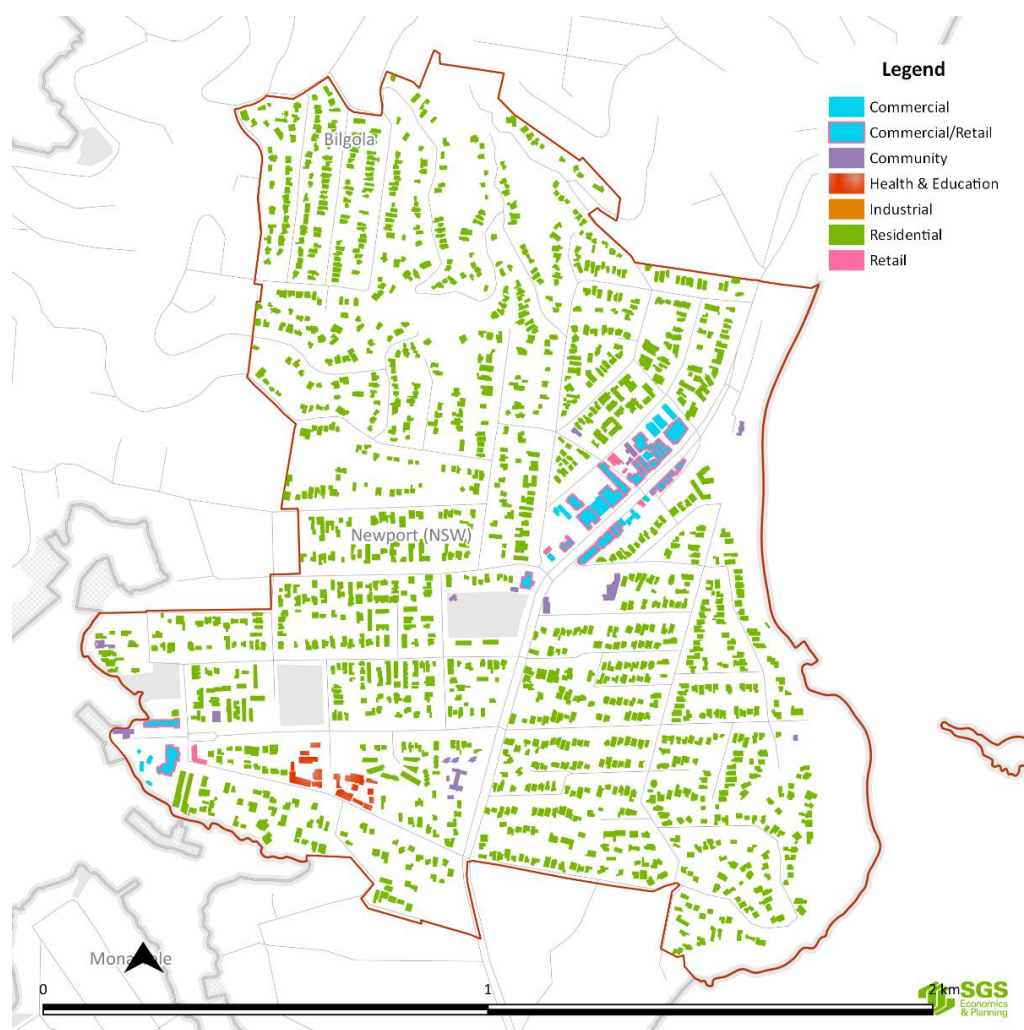 Legend
Commercial
Commercial/Retail
Community
Health & Education
Industrial
Residential
Retail
Bilgola
Newport (NSW)
0
1
2 km
SGS
Economics
& Planning